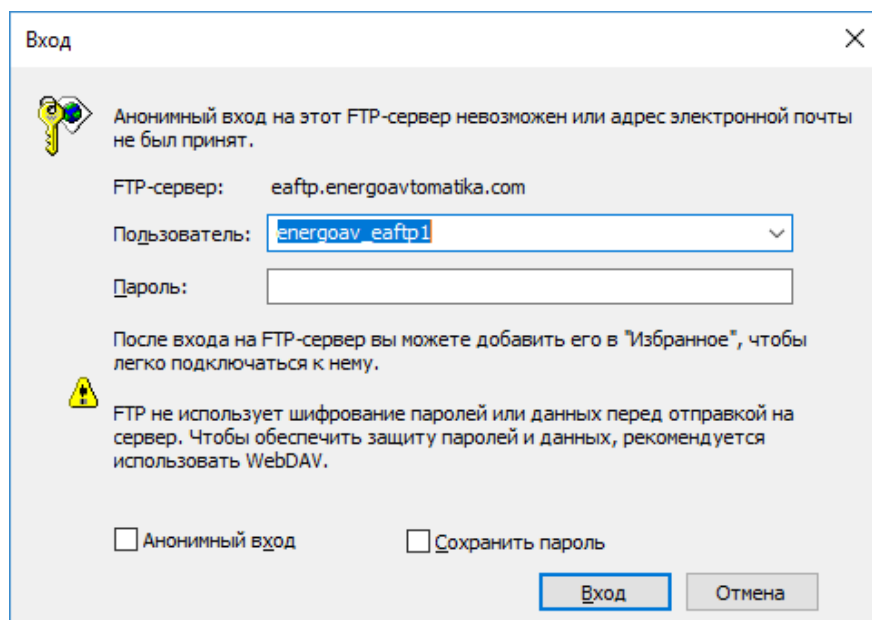 Вход
Анонимный вход на этот FTP-сервер невозможен или адрес электронной почты
не был принят.
FTP-сервер: eaftp.energoavtomatika.com
Пользователь: energoav_eaftp1
Пароль:
После входа на FTP-сервер вы можете добавить его в "Избранное", чтобы
легко подключаться к нему.
FTP не использует шифрование паролей или данных перед отправкой на
сервер. Чтобы обеспечить защиту паролей и данных, рекомендуется
использовать WebDAV.
Анонимный вход Сохранить пароль
Вход Отмена